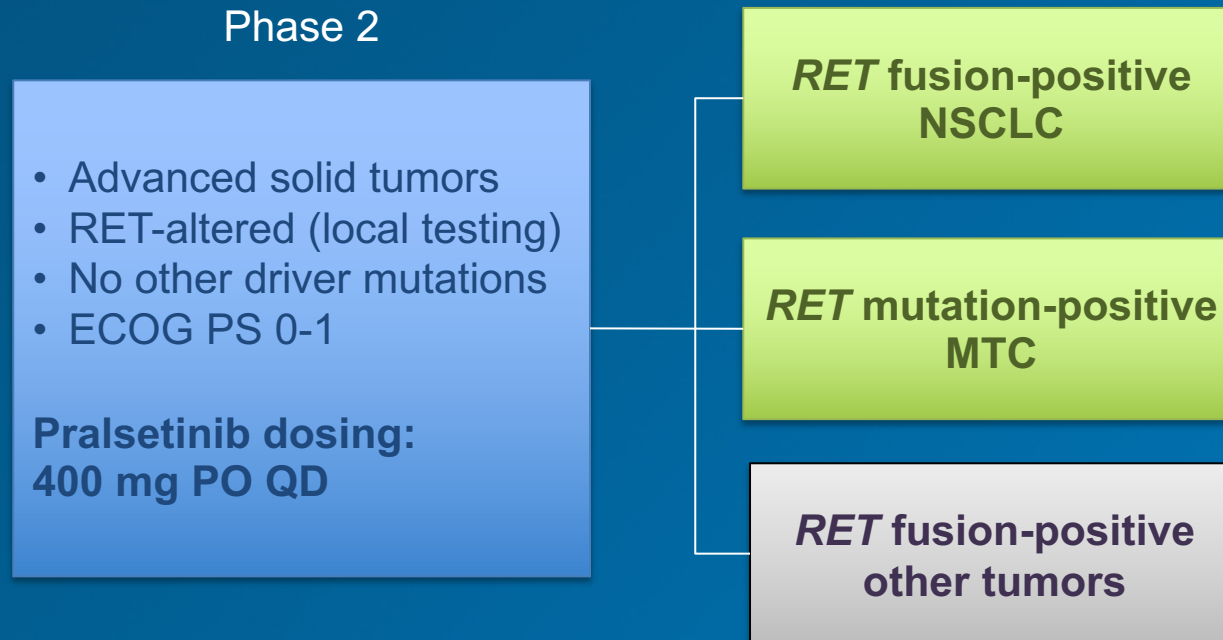 Phase 2
• Advanced solid tumors
• RET-altered (local testing)
• No other driver mutations
• ECOG PS 0-1
Pralsetinib dosing:
400 mg PO QD
RET fusion-positive
NSCLC
RET mutation-positive
MTC
RET fusion-positive
other tumors